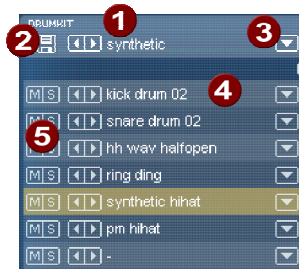 DRUMKIT
1
2 synthetic 3
M S kick drum 02 4
M S snare drum 02
5 hh wav halfopen
M S ring ding
M S synthetic hihat
M S pm hihat
M S -